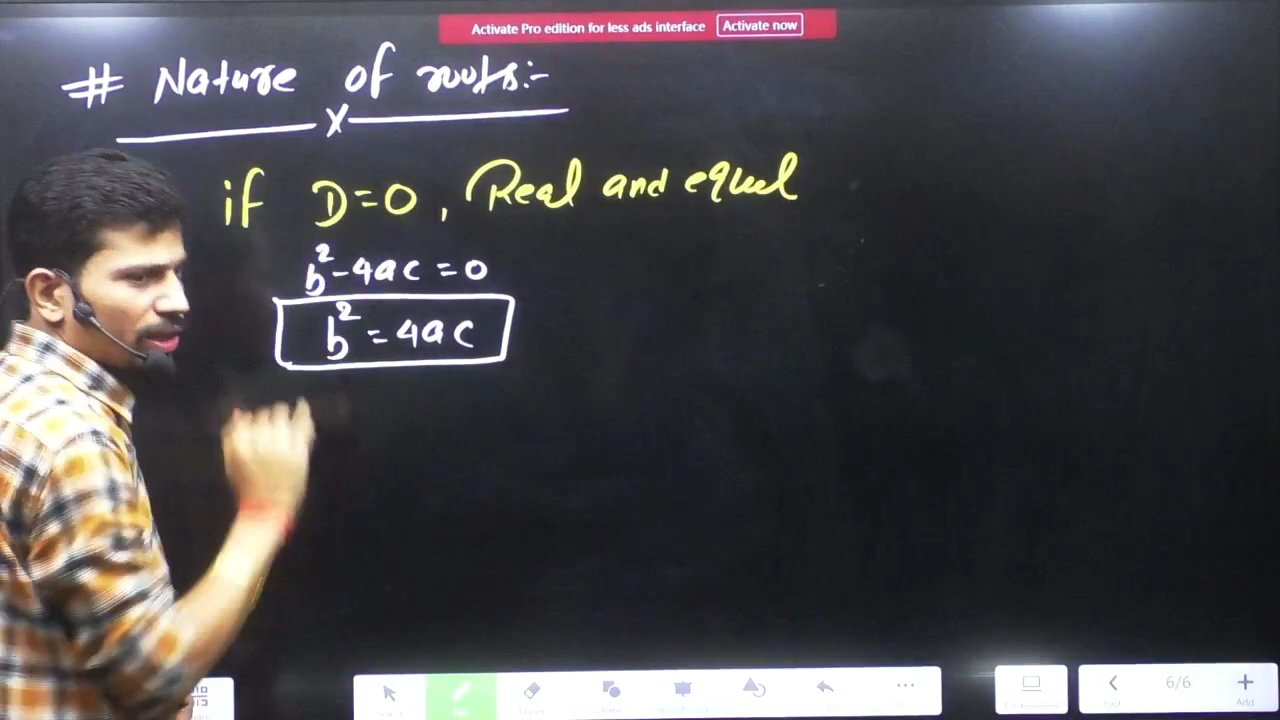 Activate Pro edition for less ads interface Activate now
# Nature of roots:-
x
if D=0, Real and equal
b²-4ac=0
b²=4ac
6/6
Add